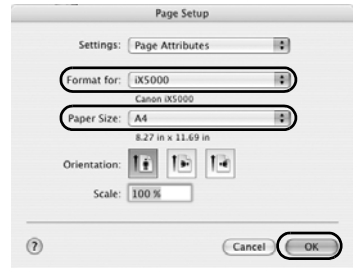 Page Setup
Settings: Page Attributes
Format for: iX5000
Canon iX5000
Paper Size: A4
8.27 in x 11.69 in
Orientation:
Scale: 100 %
? Cancel OK